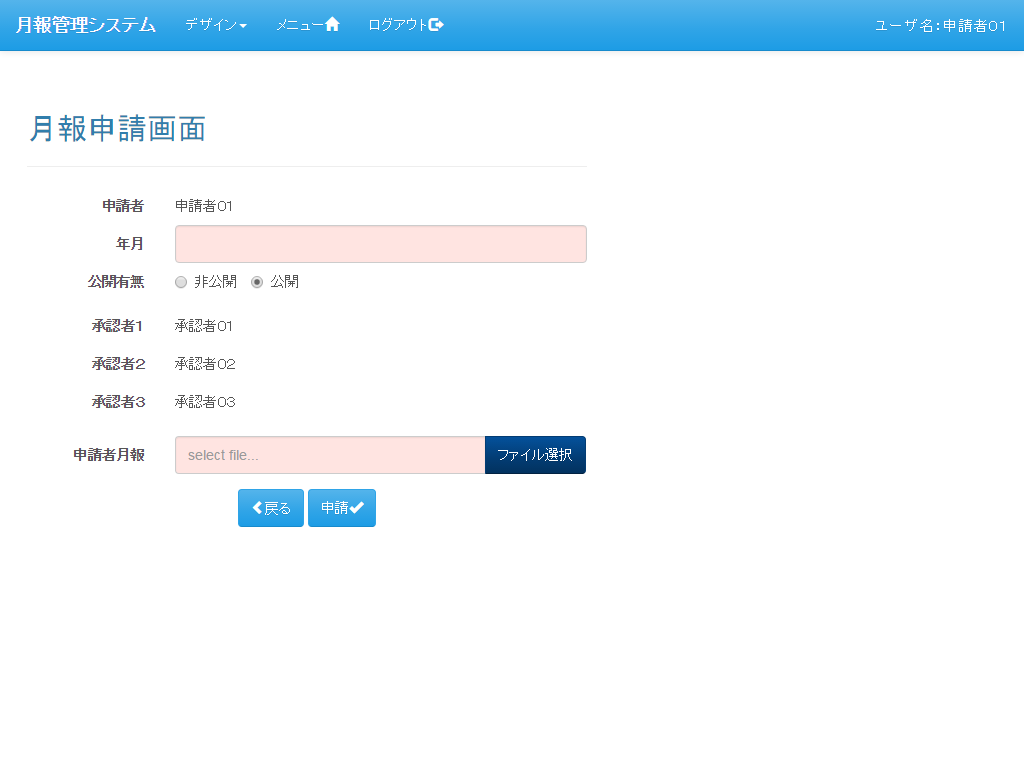 月報管理システム デザイン メニュー ログアウト ユーザ名:申請者01
月報申請画面
申請者 申請者01
年月
公開有無 非公開 公開
承認者1 承認者01
承認者2 承認者02
承認者3 承認者03
申請者月報 select file... ファイル選択
戻る 申請